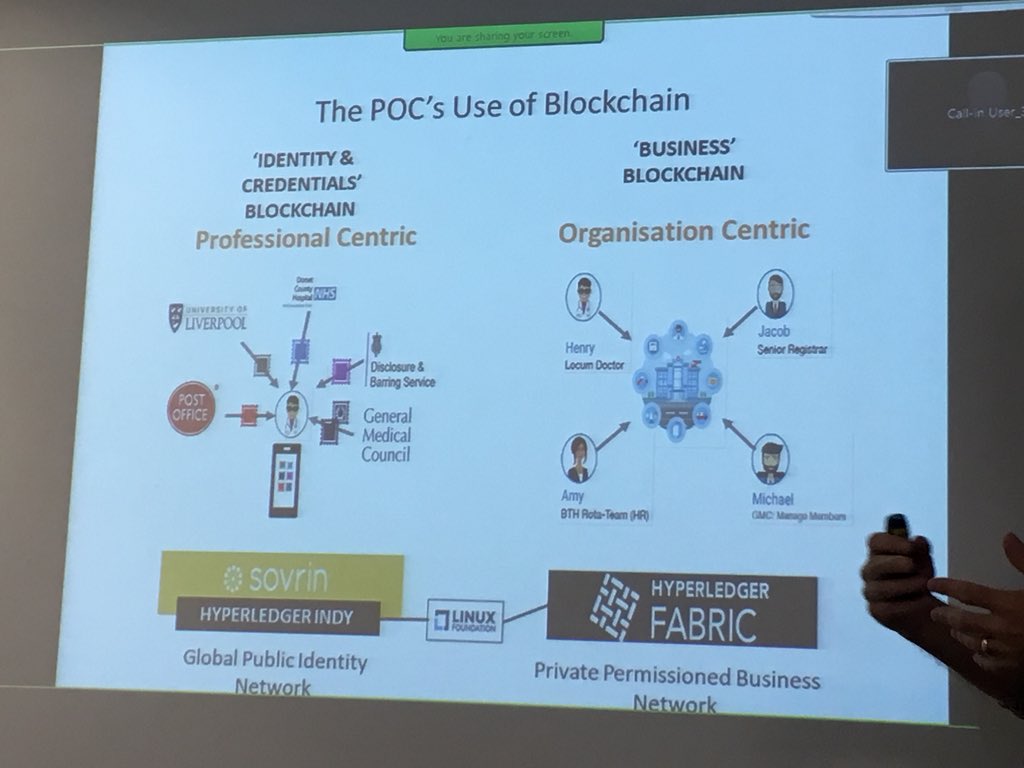 You are sharing your screen
Call-in User_3
The POC's Use of Blockchain
'IDENTITY &
CREDENTIALS'
BLOCKCHAIN
Professional Centric
Dorset
County
Hospital NHS
UNIVERSITY OF
LIVERPOOL
Disclosure &
Barring Service
POST
OFFICE
General
Medical
Council
sovrin
HYPERLEDGER INDY
Global Public Identity
Network
LINUX
FOUNDATION
'BUSINESS'
BLOCKCHAIN
Organisation Centric
Henry
Locum Doctor
Jacob
Senior Registrar
Amy
BTH Rota-Team (HR)
Michael
GMC: Manage Members
HYPERLEDGER
FABRIC
Private Permissioned Business
Network